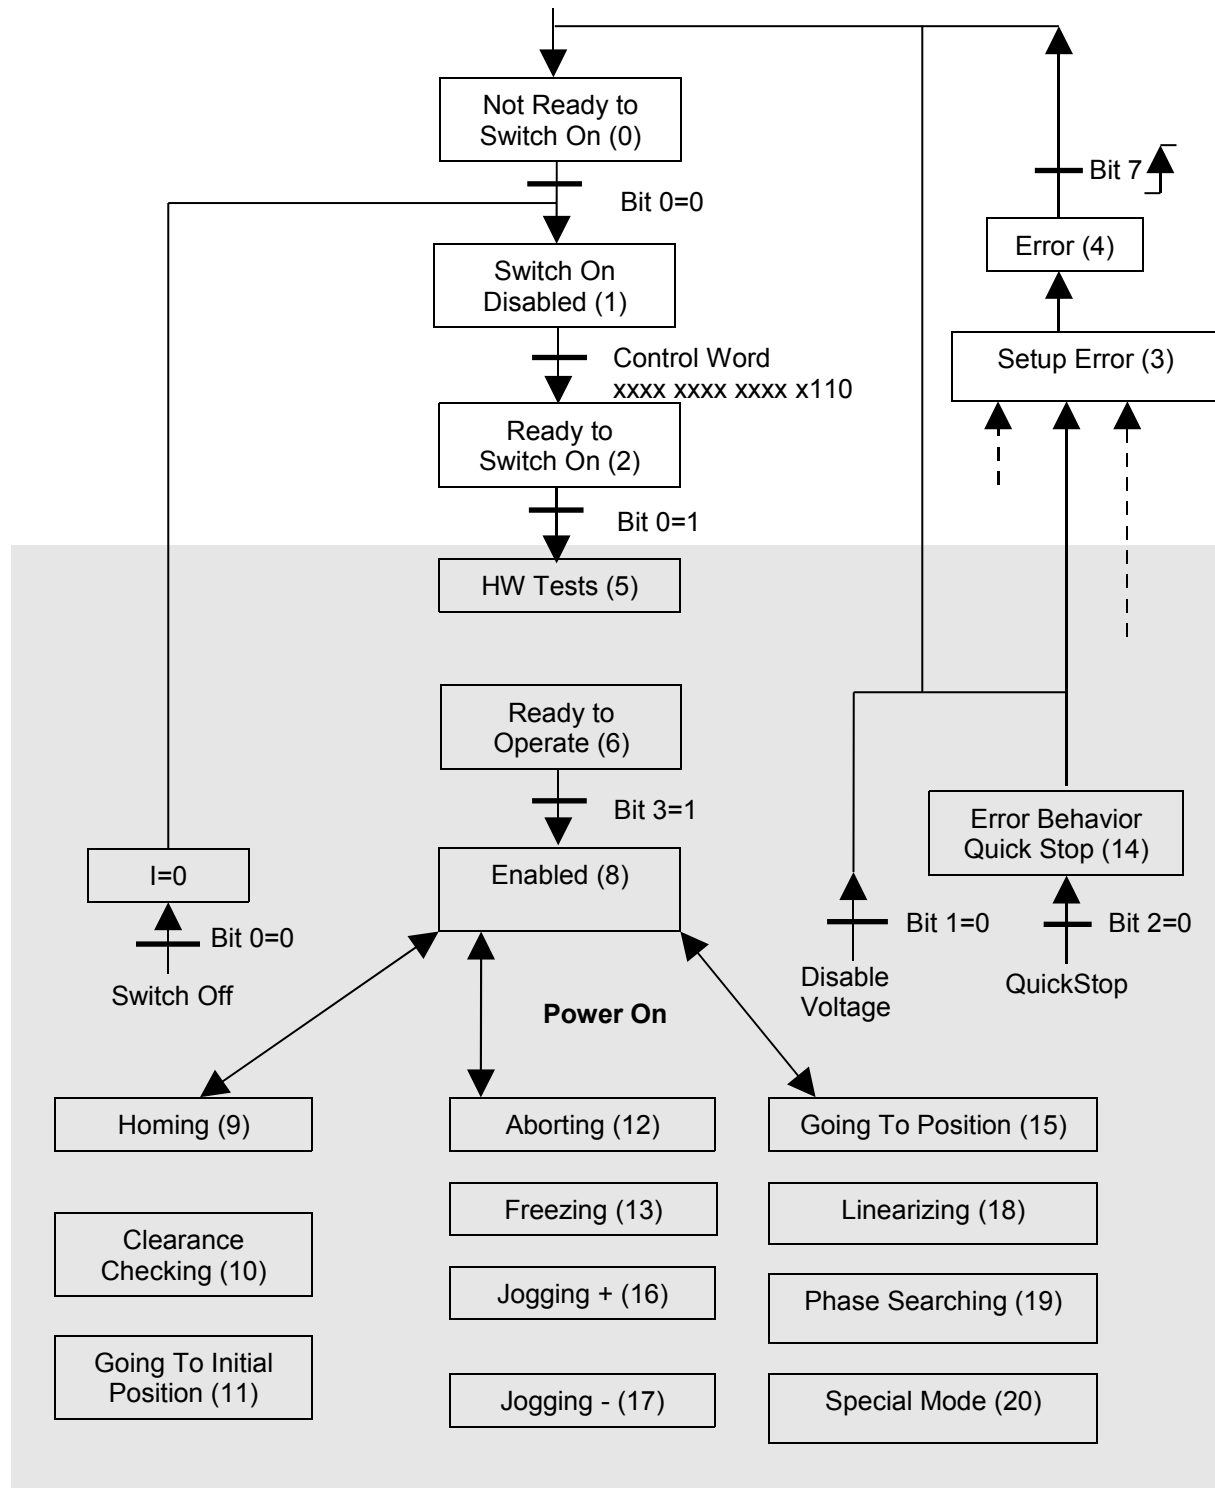 Not Ready to
Switch On (0)
Bit 7
Bit 0=0
Error (4)
Switch On
Disabled (1)
Control Word
xxxx xxxx xxxx x110
Setup Error (3)
Ready to
Switch On (2)
Bit 0=1
HW Tests (5)
Ready to
Operate (6)
Bit 3=1
Error Behavior
Quick Stop (14)
I=0
Enabled (8)
Bit 0=0
Bit 1=0
Bit 2=0
Switch Off
Disable
Voltage
QuickStop
Power On
Homing (9)
Aborting (12)
Going To Position (15)
Clearance
Checking (10)
Freezing (13)
Linearizing (18)
Jogging + (16)
Phase Searching (19)
Going To Initial
Position (11)
Jogging - (17)
Special Mode (20)